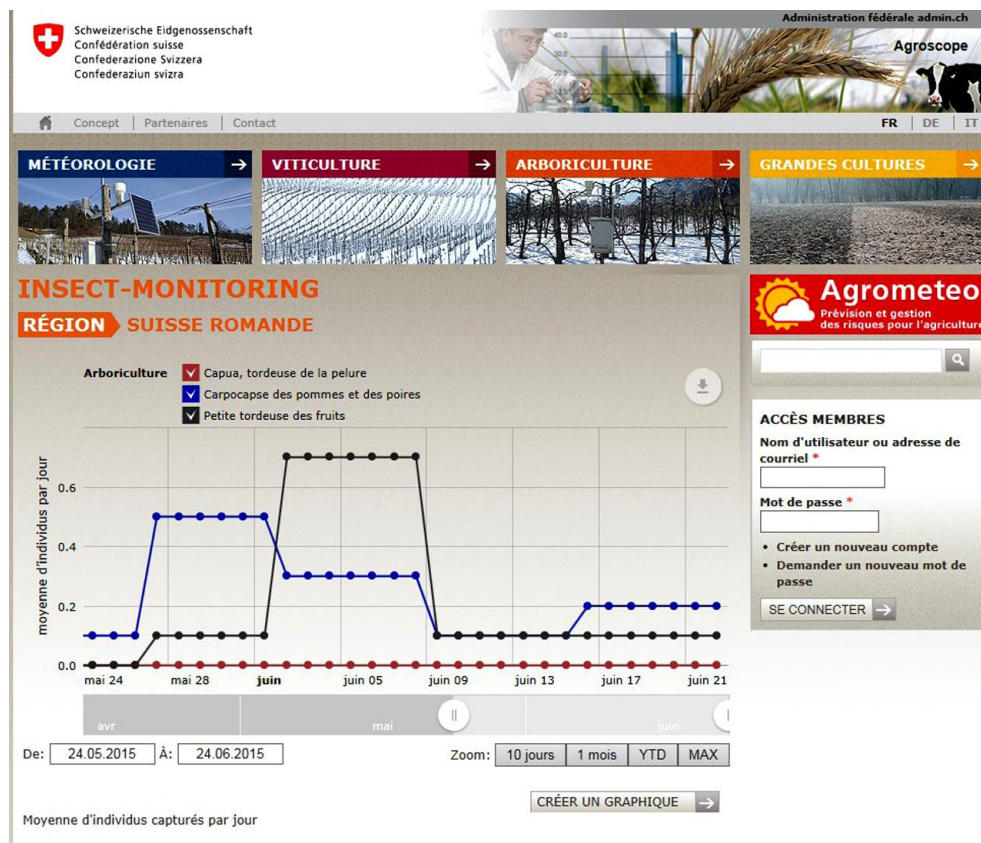 Administration fédérale admin.ch
Schweizerische Eidgenossenschaft
Confédération suisse
Confederazione Svizzera
Confederaziun svizra
Agroscope
Concept | Partenaires | Contact
FR | DE | IT
MÉTÉOROLOGIE
VITICULTURE
ARBORICULTURE
GRANDES CULTURES
INSECT-MONITORING
RÉGION SUISSE ROMANDE
Agrometeo
Prévision et gestion
des risques pour l'agriculture
Arboriculture
Capua, tordeuse de la pelure
Carpocapse des pommes et des poires
Petite tordeuse des fruits
moyenne d'individus par jour
0.6
0.4
0.2
0.0
mai 24 mai 28 juin juin 05 juin 09 juin 13 juin 17 juin 21
avr mai juin
De: 24.05.2015 À: 24.06.2015
Zoom: 10 jours 1 mois YTD MAX
CRÉER UN GRAPHIQUE
Moyenne d'individus capturés par jour
ACCÈS MEMBRES
Nom d'utilisateur ou adresse de
courriel *
Mot de passe *
• Créer un nouveau compte
• Demander un nouveau mot de
passe
SE CONNECTER